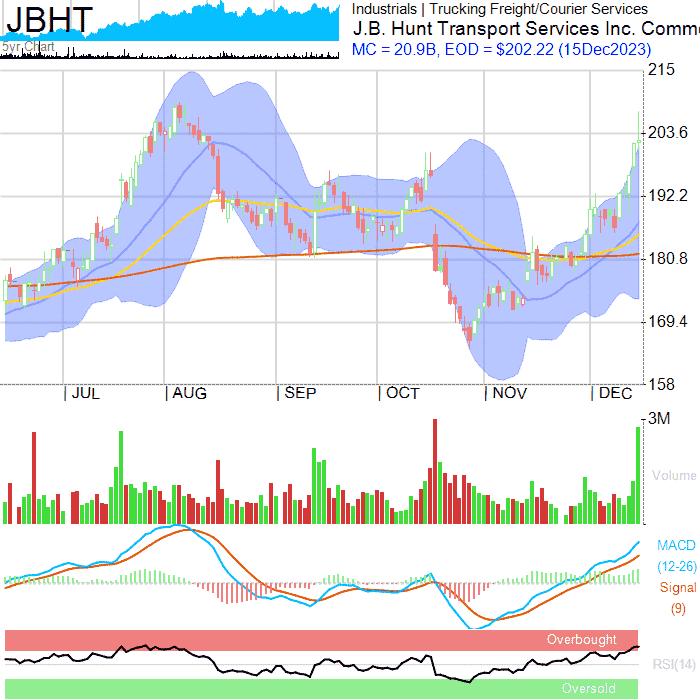 JBHT
5yr Chart
Industrials | Trucking Freight/Courier Services
J.B. Hunt Transport Services Inc. Comm
MC = 20.9B, EOD = $202.22 (15Dec2023)
215
203.6
192.2
180.8
169.4
158
| JUL | AUG | SEP | OCT | NOV | DEC
3M
Volume
MACD
(12-26)
Signal
(9)
Overbought
RSI(14)
Oversold